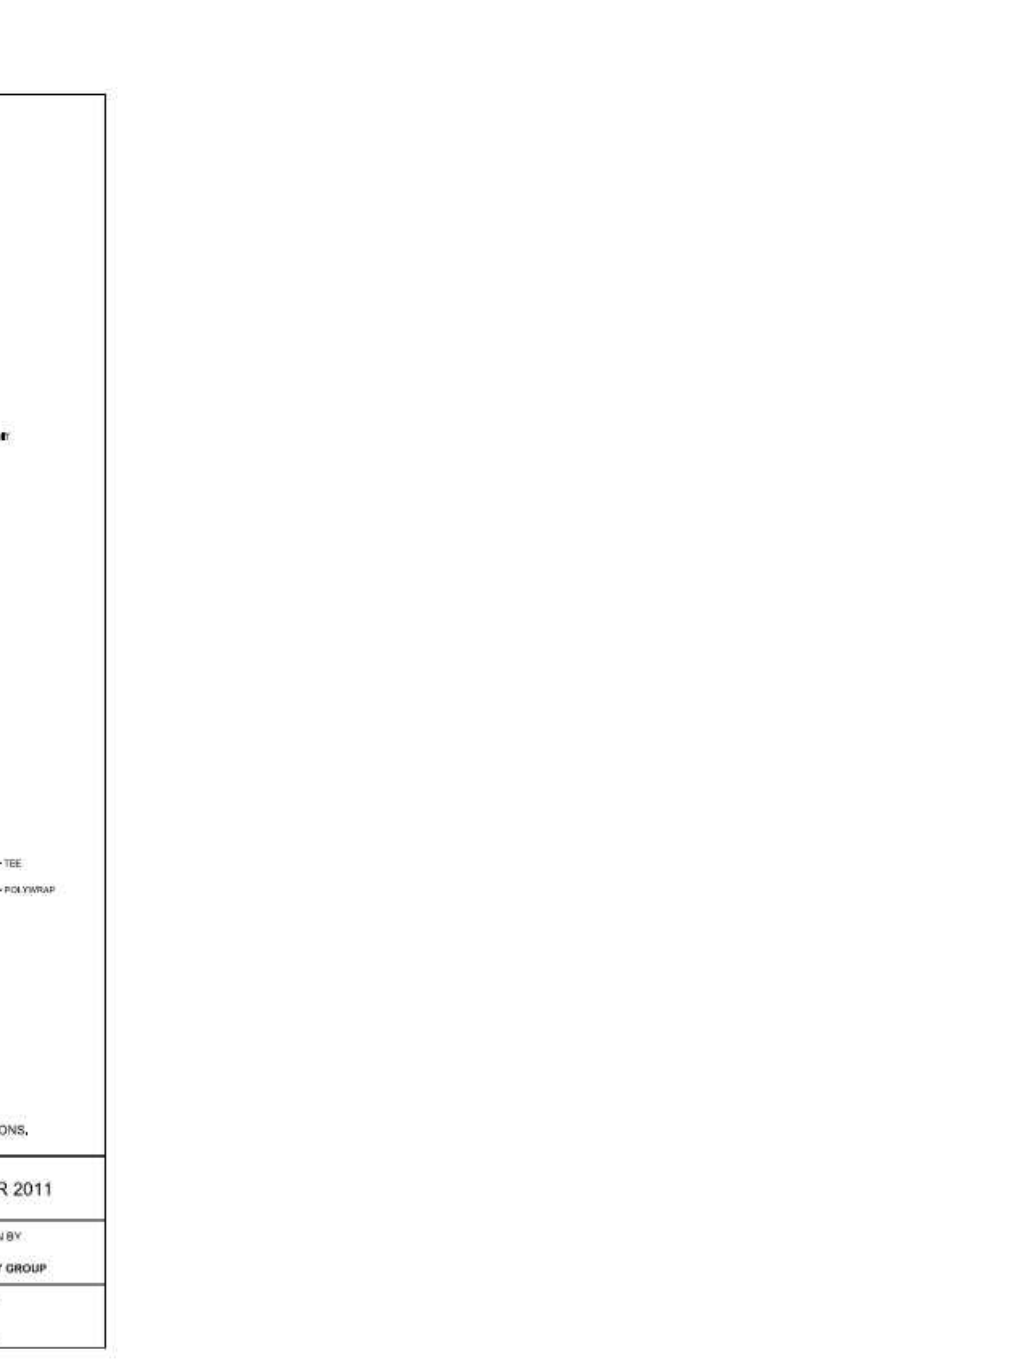 • TEE
• POLYWRAP
ONS.
R 2011
N BY
Y GROUP